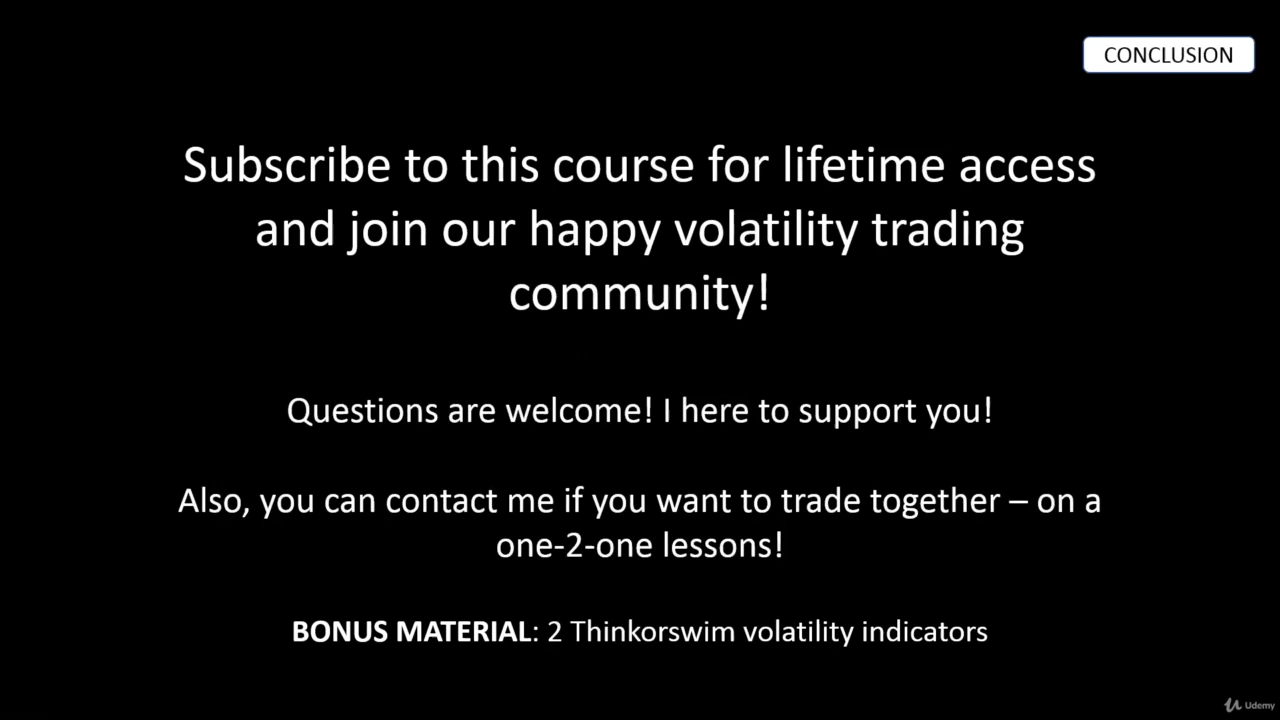 CONCLUSION
Subscribe to this course for lifetime access
and join our happy volatility trading
community!
Questions are welcome! I here to support you!
Also, you can contact me if you want to trade together – on a
one-2-one lessons!
BONUS MATERIAL: 2 Thinkorswim volatility indicators
Udemy